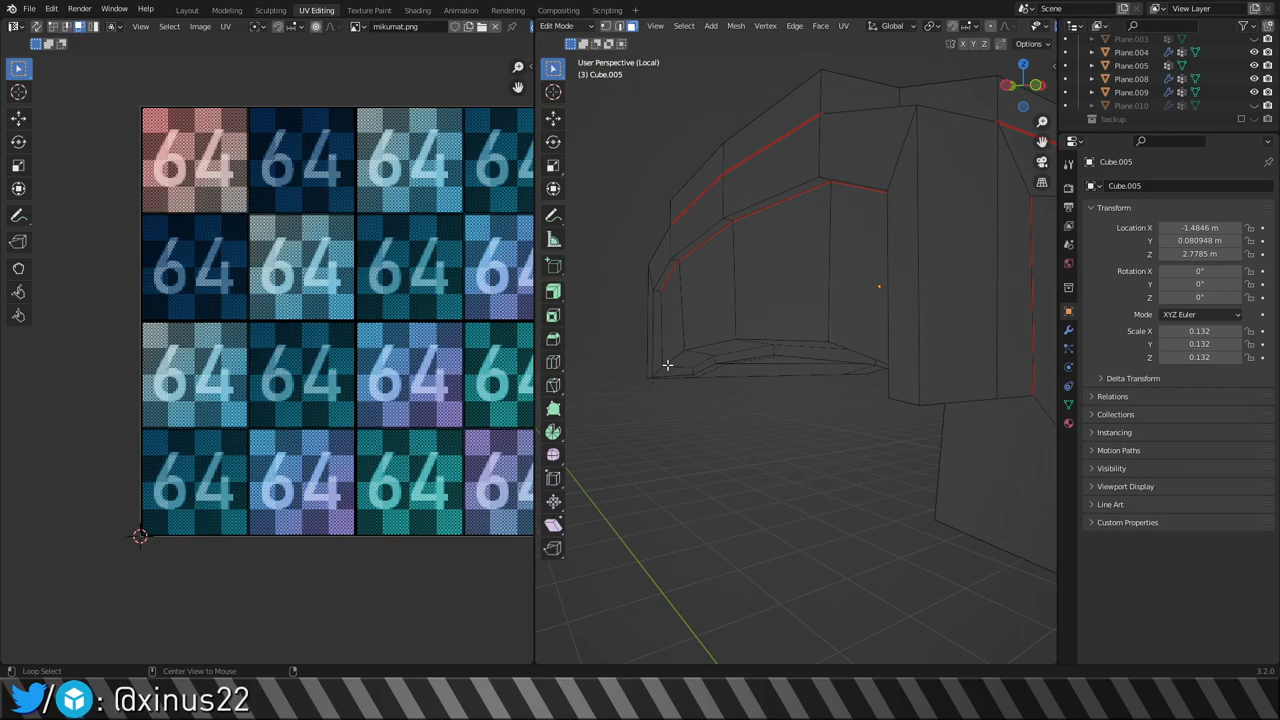 File Edit Render Window Help Layout Modeling Sculpting UV Editing Texture Paint Shading Animation Rendering Compositing Scripting Scene View Layer
View Select Image UV mikumat.png Edit Mode View Select Add Mesh Vertex Edge Face UV Global
X Y Z Options
User Perspective (Local)
(3) Cube.005
Z
Plane.003
Plane.004
Plane.005
Plane.008
Plane.009
Plane.010
backup
Cube.005
Cube.005
Transform
Location X -1.4846 m
Y 0.080948 m
Z 2.7785 m
Rotation X 0°
Y 0°
Z 0°
Mode XYZ Euler
Scale X 0.132
Y 0.132
Z 0.132
Delta Transform
Relations
Collections
Instancing
Motion Paths
Visibility
Viewport Display
Line Art
Custom Properties
64 64 64 64
64 64 64 64
64 64 64 64
64 64 64 64
Loop Select Center View to Mouse 3.2.0
/ : @xinus22